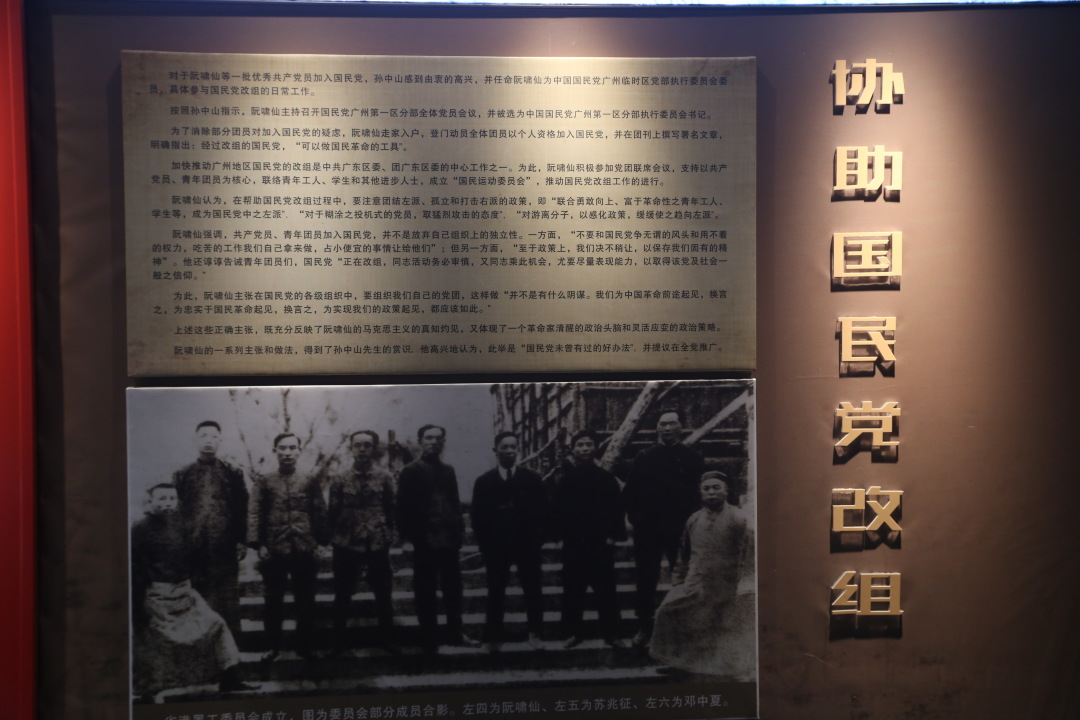 协助国民党改组
对于阮啸仙等一批优秀共产党员加入国民党，孙中山感到由衷的高兴，并任命阮啸仙为中国国民党广州临时区党部执行委员会委
员，具体参与国民党改组的日常工作。
按照孙中山指示，阮啸仙主持召开国民党广州第一区分部全体党员会议，并被选为中国国民党广州第一区分部执行委员会书记。
为了消除部分团员对加入国民党的疑虑，阮啸仙走家入户，登门动员全体团员以个人资格加入国民党，并在团刊上撰写署名文章，
明确指出：经过改组的国民党，“可以做国民革命的工具”。
加快推动广州地区国民党的改组是中共广东区委、团广东区委的中心工作之一。为此，阮啸仙积极参加党团联席会议，支持以共产
党员、青年团员为核心，联络青年工人、学生和其他进步人士，成立“国民运动委员会”，推动国民党改组工作的进行。
阮啸仙认为，在帮助国民党改组过程中，要注意团结左派、孤立和打击右派的政策，即“联合勇敢向上、富于革命性之青年工人、
学生等，成为国民党中之左派”．“对于糊涂之投机式的党员，取猛烈攻击的态度”．“对游离分子，以感化政策，缓缓使之趋向左派”。
阮啸仙强调，共产党员、青年团员加入国民党，并不是放弃自己组织上的独立性。一方面，“不要和国民党争无谓的风头和用不着
的权力，吃苦的工作我们自己拿来做，占小便宜的事情让给他们”；但另一方面，“至于政策上，我们决不稍让，以保存我们固有的精
神”。他还谆谆告诫青年团员们，国民党“正在改组，同志活动务必审慎，又同志乘此机会，尤要尽量表现能力，以取得该党及社会一
般之信仰。”
为此，阮啸仙主张在国民党的各级组织中，要组织我们自己的党团，这样做“并不是有什么阴谋。我们为中国革命前途起见，换言
之，为忠实于国民革命起见，换言之，为实现我们的政策起见，都应该如此。”
上述这些正确主张，既充分反映了阮啸仙的马克思主义的真知灼见，又体现了一个革命家清醒的政治头脑和灵活应变的政治策略。
阮啸仙的一系列主张和做法，得到了孙中山先生的赏识．他高兴地认为，此举是“国民党未曾有过的好办法”．并提议在全党推广。
罢工委员会成立，图为委员会部分成员合影。左四为阮啸仙、左五为苏兆征、左六为邓中夏。